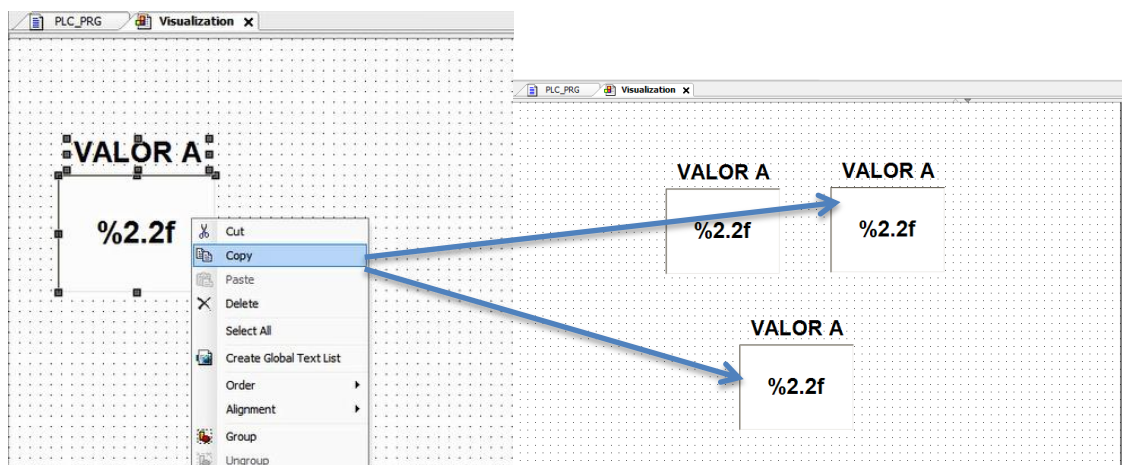 PLC_PRG
Visualization
VALOR A
%2.2f
Cut
Copy
Paste
Delete
Select All
Create Global Text List
Order
Alignment
Group
Ungroup
PLC_PRG
Visualization
VALOR A
VALOR A
%2.2f
%2.2f
VALOR A
%2.2f